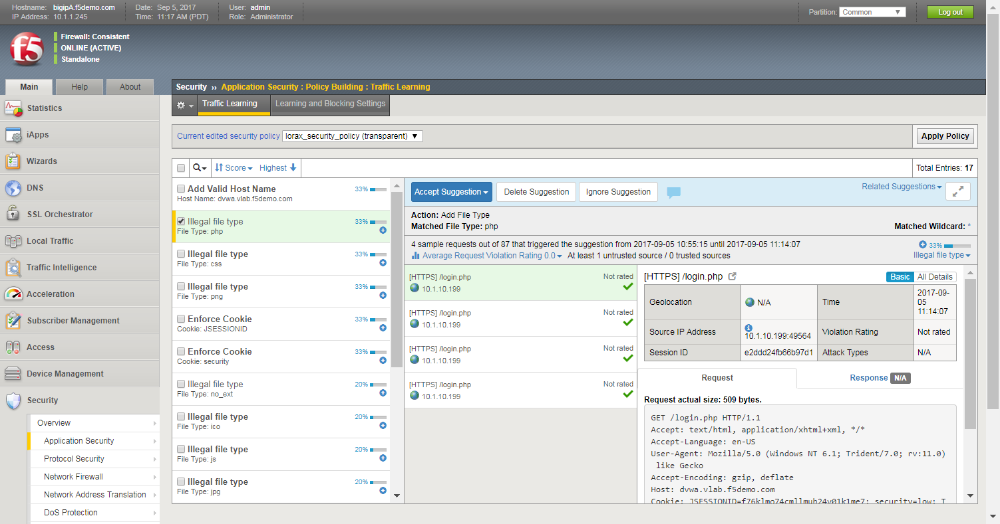 Hostname: bigipA.f5demo.com Date: Sep 5, 2017 User: admin
IP Address: 10.1.1.245 Time: 11:17 AM (PDT) Role: Administrator
Partition: Common Log out
f5
Firewall: Consistent
ONLINE (ACTIVE)
Standalone
Main Help About
Security ›› Application Security : Policy Building : Traffic Learning
Traffic Learning Learning and Blocking Settings
Statistics
iApps
Wizards
DNS
SSL Orchestrator
Local Traffic
Traffic Intelligence
Acceleration
Subscriber Management
Access
Device Management
Security
Overview
Application Security
Protocol Security
Network Firewall
Network Address Translation
DoS Protection
Current edited security policy lorax_security_policy (transparent) Apply Policy
Score Highest Total Entries: 17
Add Valid Host Name 33%
Host Name: dvwa.vlab.f5demo.com
Illegal file type 33%
File Type: php
Illegal file type 33%
File Type: css
Illegal file type 33%
File Type: png
Enforce Cookie 33%
Cookie: JSESSIONID
Enforce Cookie 33%
Cookie: security
Illegal file type 20%
File Type: no_ext
Illegal file type 20%
File Type: ico
Illegal file type 20%
File Type: js
Illegal file type 20%
File Type: jpg
Accept Suggestion Delete Suggestion Ignore Suggestion Related Suggestions
Action: Add File Type
Matched File Type: php Matched Wildcard: *
4 sample requests out of 87 that triggered the suggestion from 2017-09-05 10:55:15 until 2017-09-05 11:14:07 33%
Average Request Violation Rating 0.0 At least 1 untrusted source / 0 trusted sources Illegal file type
[HTTPS] /login.php Not rated
10.1.10.199
[HTTPS] /login.php Not rated
10.1.10.199
[HTTPS] /login.php Not rated
10.1.10.199
[HTTPS] /login.php Not rated
10.1.10.199
[HTTPS] /login.php Basic All Details
Geolocation N/A Time 2017-09-
05
11:14:07
Source IP Address 10.1.10.199:49564 Violation Rating Not rated
Session ID e2ddd24fb66b97d1 Attack Types N/A
Request Response N/A
Request actual size: 509 bytes.
GET /login.php HTTP/1.1
Accept: text/html, application/xhtml+xml, */*
Accept-Language: en-US
User-Agent: Mozilla/5.0 (Windows NT 6.1; Trident/7.0; rv:11.0)
like Gecko
Accept-Encoding: gzip, deflate
Host: dvwa.vlab.f5demo.com
Cookie: JSESSIONID=f76klmo74cmllmub24v01k1me7; security=low; T